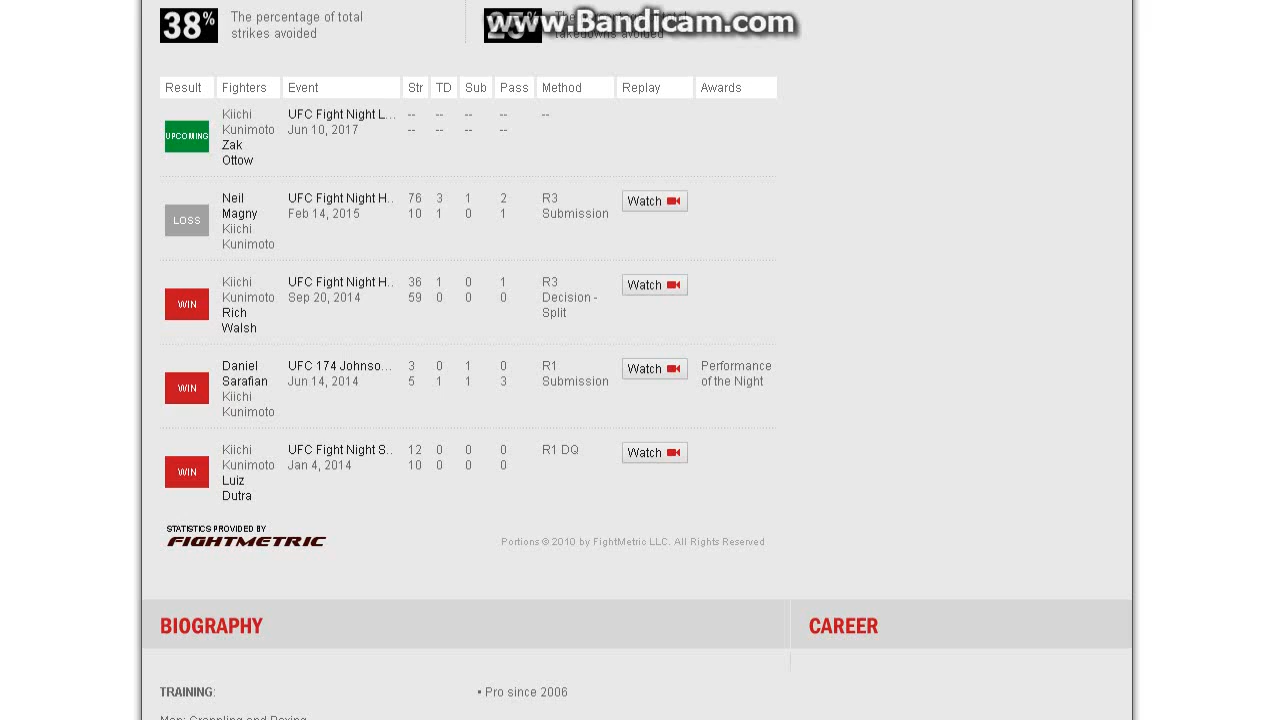 www.Bandicam.com
38%
The percentage of total
strikes avoided
takedowns avoided
Result Fighters Event Str TD Sub Pass Method Replay Awards
UPCOMING
Kiichi
Kunimoto
Zak
Ottow
UFC Fight Night L...
Jun 10, 2017
-- -- -- -- --
-- -- -- --
LOSS
Neil
Magny
Kiichi
Kunimoto
UFC Fight Night H..
Feb 14, 2015
76 3 1 2
10 1 0 1
R3
Submission
Watch
WIN
Kiichi
Kunimoto
Rich
Walsh
UFC Fight Night H..
Sep 20, 2014
36 1 0 1
59 0 0 0
R3
Decision -
Split
Watch
WIN
Daniel
Sarafian
Kiichi
Kunimoto
UFC 174 Johnso...
Jun 14, 2014
3 0 1 0
5 1 1 3
R1
Submission
Watch
Performance
of the Night
WIN
Kiichi
Kunimoto
Luiz
Dutra
UFC Fight Night S..
Jan 4, 2014
12 0 0 0
10 0 0 0
R1 DQ
Watch
STATISTICS PROVIDED BY
FIGHTMETRIC
Portions © 2010 by FightMetric LLC. All Rights Reserved
BIOGRAPHY
CAREER
TRAINING:
• Pro since 2006